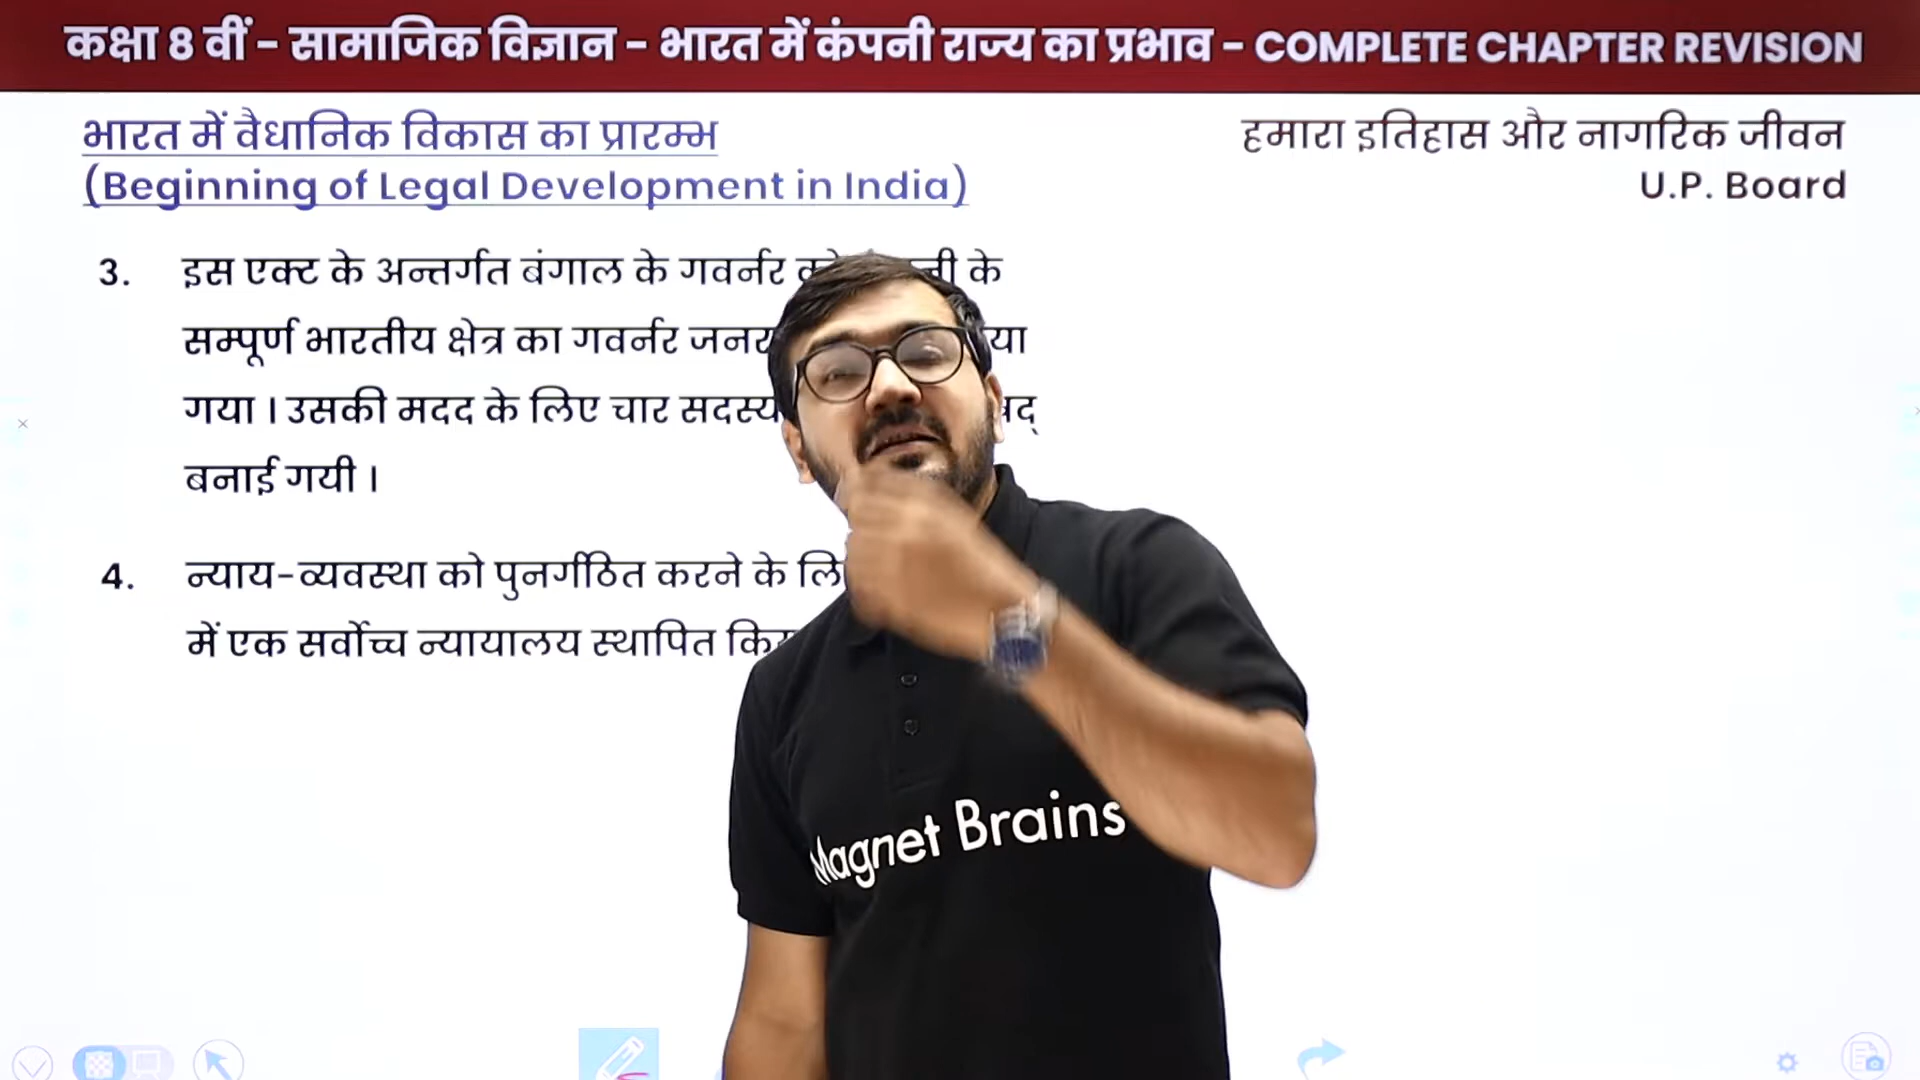 कक्षा 8 वीं - सामाजिक विज्ञान - भारत में कंपनी राज्य का प्रभाव - COMPLETE CHAPTER REVISION
भारत में वैधानिक विकास का प्रारम्भ
(Beginning of Legal Development in India)
हमारा इतिहास और नागरिक जीवन
U.P. Board
3. इस एक्ट के अन्तर्गत बंगाल के गवर्नर के
सम्पूर्ण भारतीय क्षेत्र का गवर्नर
गया । उसकी मदद के लिए चार
बनाई गयी ।
4. न्याय-व्यवस्था को पुनर्गठित करने के
में एक सर्वोच्च न्यायालय स्थापित
Magnet Brains